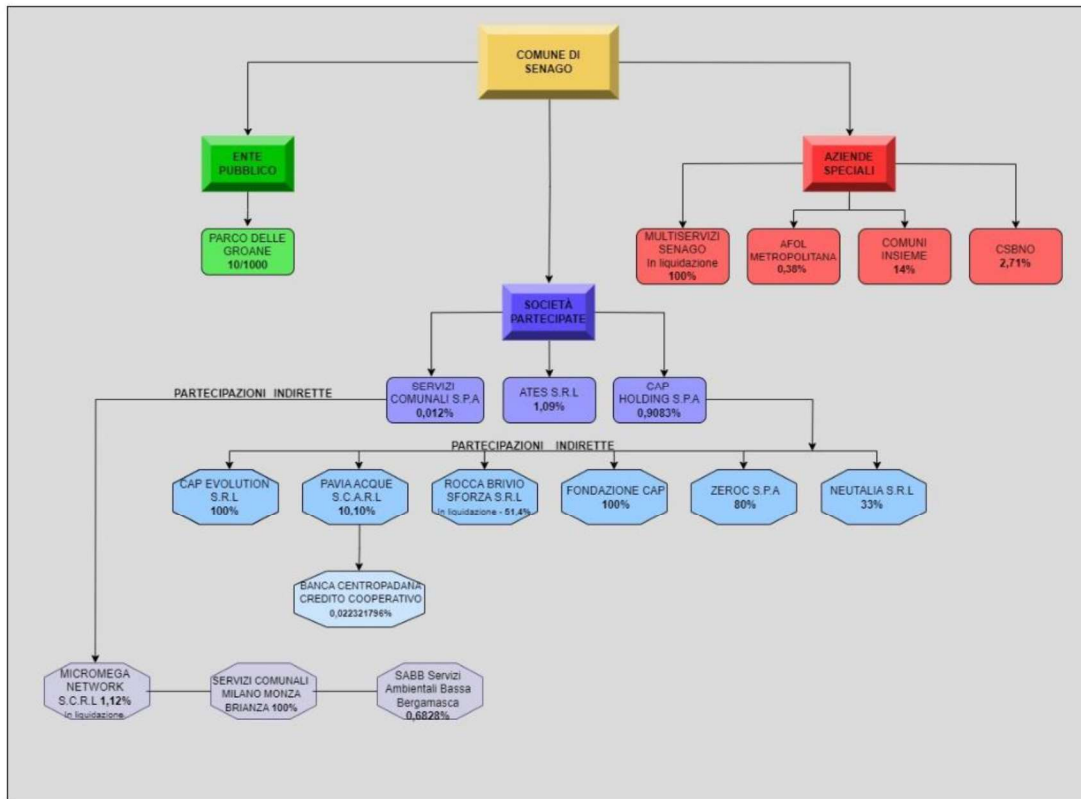 COMUNE DI
SENAGO
ENTE
PUBBLICO
AZIENDE
SPECIALI
PARCO DELLE
GROANE
10/1000
MULTISERVIZI
SENAGO
In liquidazione
100%
AFOL
METROPOLITANA
0,38%
COMUNI
INSIEME
14%
CSBNO
2,71%
SOCIETÀ
PARTECIPATE
PARTECIPAZIONI INDIRETTE
SERVIZI
COMUNALI S.P.A
0,012%
ATES S.R.L
1,09%
CAP
HOLDING S.P.A
0,9083%
PARTECIPAZIONI INDIRETTE
CAP EVOLUTION
S.R.L
100%
PAVIA ACQUE
S.C.A.R.L
10,10%
ROCCA BRIVIO
SFORZA S.R.L
In liquidazione - 51,4%
FONDAZIONE CAP
100%
ZEROC S.P.A
80%
NEUTALIA S.R.L
33%
BANCA CENTROPADANA
CREDITO COOPERATIVO
0,022321796%
MICROMEGA
NETWORK
S.C.R.L 1,12%
In liquidazione
SERVIZI COMUNALI
MILANO MONZA
BRIANZA 100%
SABB Servizi
Ambientali Bassa
Bergamasca
0,6828%